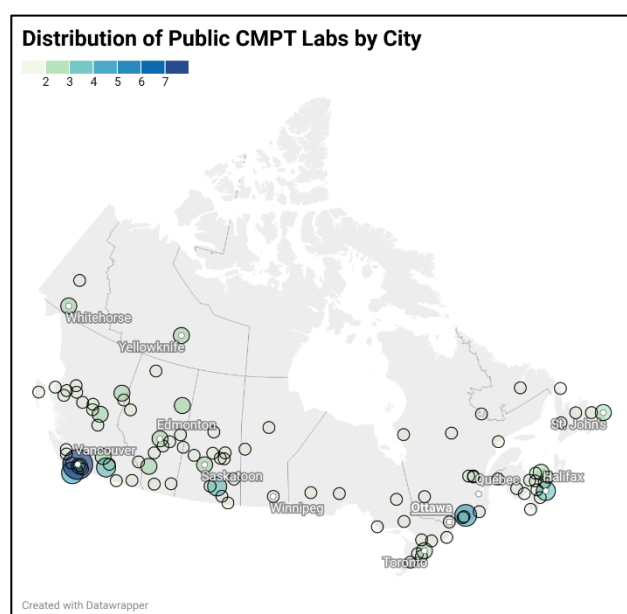 Distribution of Public CMPT Labs by City
2 3 4 5 6 7
Whitehorse
Yellowknife
Edmonton
Vancouver
Saskatoon
Winnipeg
St. John's
Halifax
Québec
Ottawa
Toronto
Created with Datawrapper